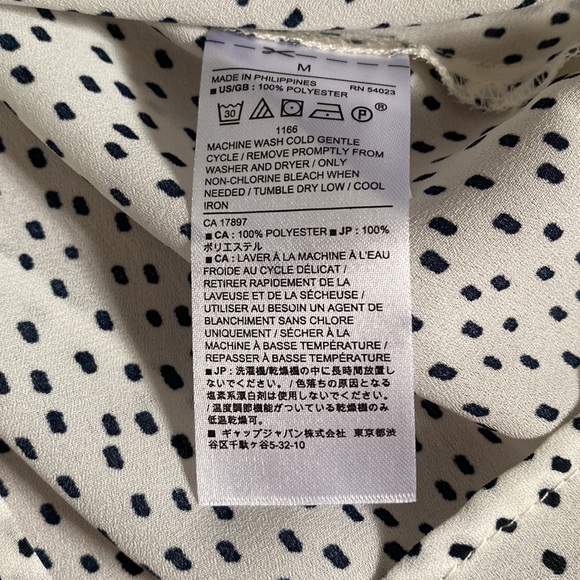 M
MADE IN PHILIPPINES RN 54023
■ US/GB : 100% POLYESTER
30 P
1166
MACHINE WASH COLD GENTLE
CYCLE / REMOVE PROMPTLY FROM
WASHER AND DRYER / ONLY
NON-CHLORINE BLEACH WHEN
NEEDED / TUMBLE DRY LOW / COOL
IRON
CA 17897
■ CA : 100% POLYESTER ■ JP : 100%
ポリエステル
■ CA : LAVER À LA MACHINE À L'EAU
FROIDE AU CYCLE DÉLICAT /
RETIRER RAPIDEMENT DE LA
LAVEUSE ET DE LA SÉCHEUSE /
UTILISER AU BESOIN UN AGENT DE
BLANCHIMENT SANS CHLORE
UNIQUEMENT / SÉCHER À LA
MACHINE À BASSE TEMPÉRATURE /
REPASSER À BASSE TEMPÉRATURE
■ JP : 洗濯機/乾燥機の中に長時間放置し
ないでください。/ 色落ちの原因となる
塩素系漂白剤は使用しないでください。
/ 温度調節機能がついている乾燥機のみ
低温乾燥可。
■ ギャップジャパン株式会社 東京都渋
谷区千駄ヶ谷5-32-10